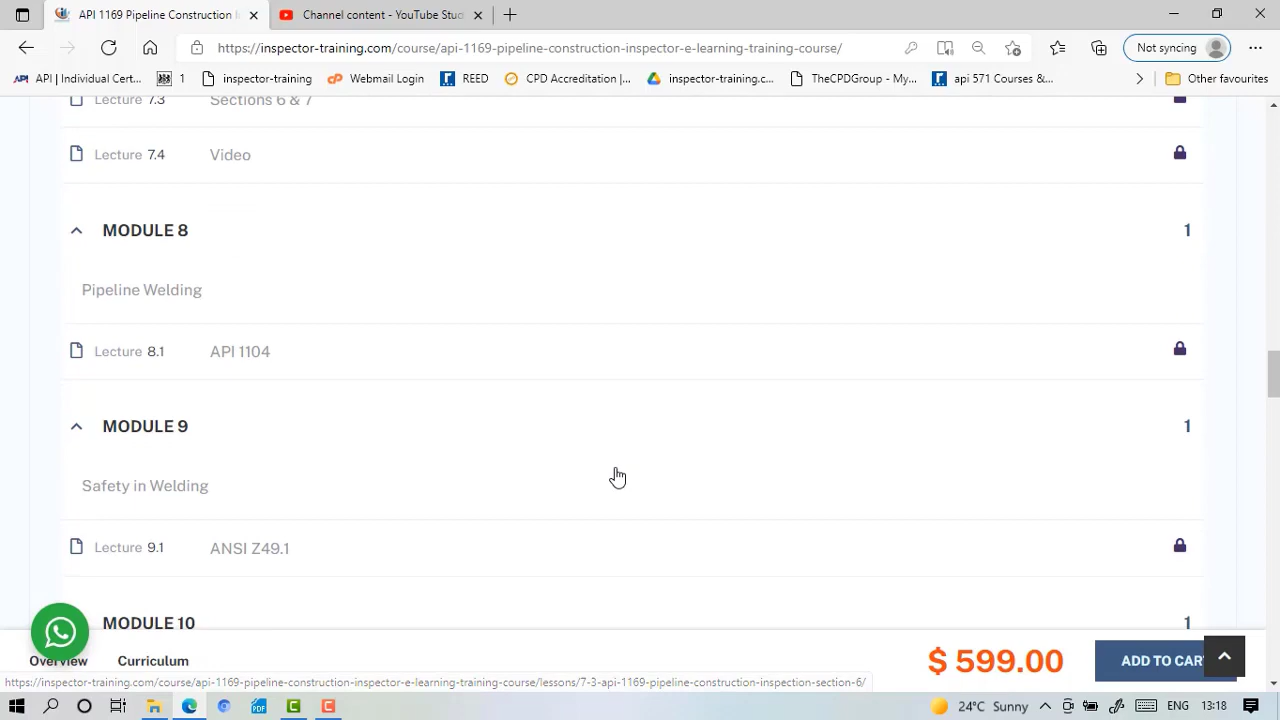 API 1169 Pipeline Construction I
Channel content - YouTube Stud
https://inspector-training.com/course/api-1169-pipeline-construction-inspector-e-learning-training-course/
Not syncing
API | Individual Cert...
1
inspector-training
Webmail Login
REED
CPD Accreditation |...
inspector-training.c...
TheCPDGroup - My...
api 571 Courses &...
Other favourites
Lecture 7.3 Sections 6 & 7
Lecture 7.4 Video
MODULE 8 1
Pipeline Welding
Lecture 8.1 API 1104
MODULE 9 1
Safety in Welding
Lecture 9.1 ANSI Z49.1
MODULE 10 1
Overview Curriculum
$ 599.00
ADD TO CAR
https://inspector-training.com/course/api-1169-pipeline-construction-inspector-e-learning-training-course/lessons/7-3-api-1169-pipeline-construction-inspection-section-6/
PDF
24°C Sunny
ENG
13:18